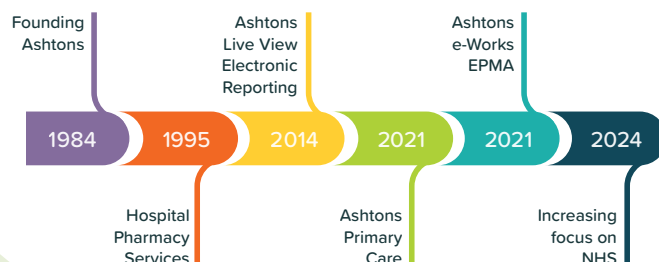 Founding
Ashtons
Ashtons
Live View
Electronic
Reporting
Ashtons
e-Works
EPMA
1984
1995
2014
2021
2021
2024
Hospital
Pharmacy
Services
Ashtons
Primary
Care
Increasing
focus on
NHS